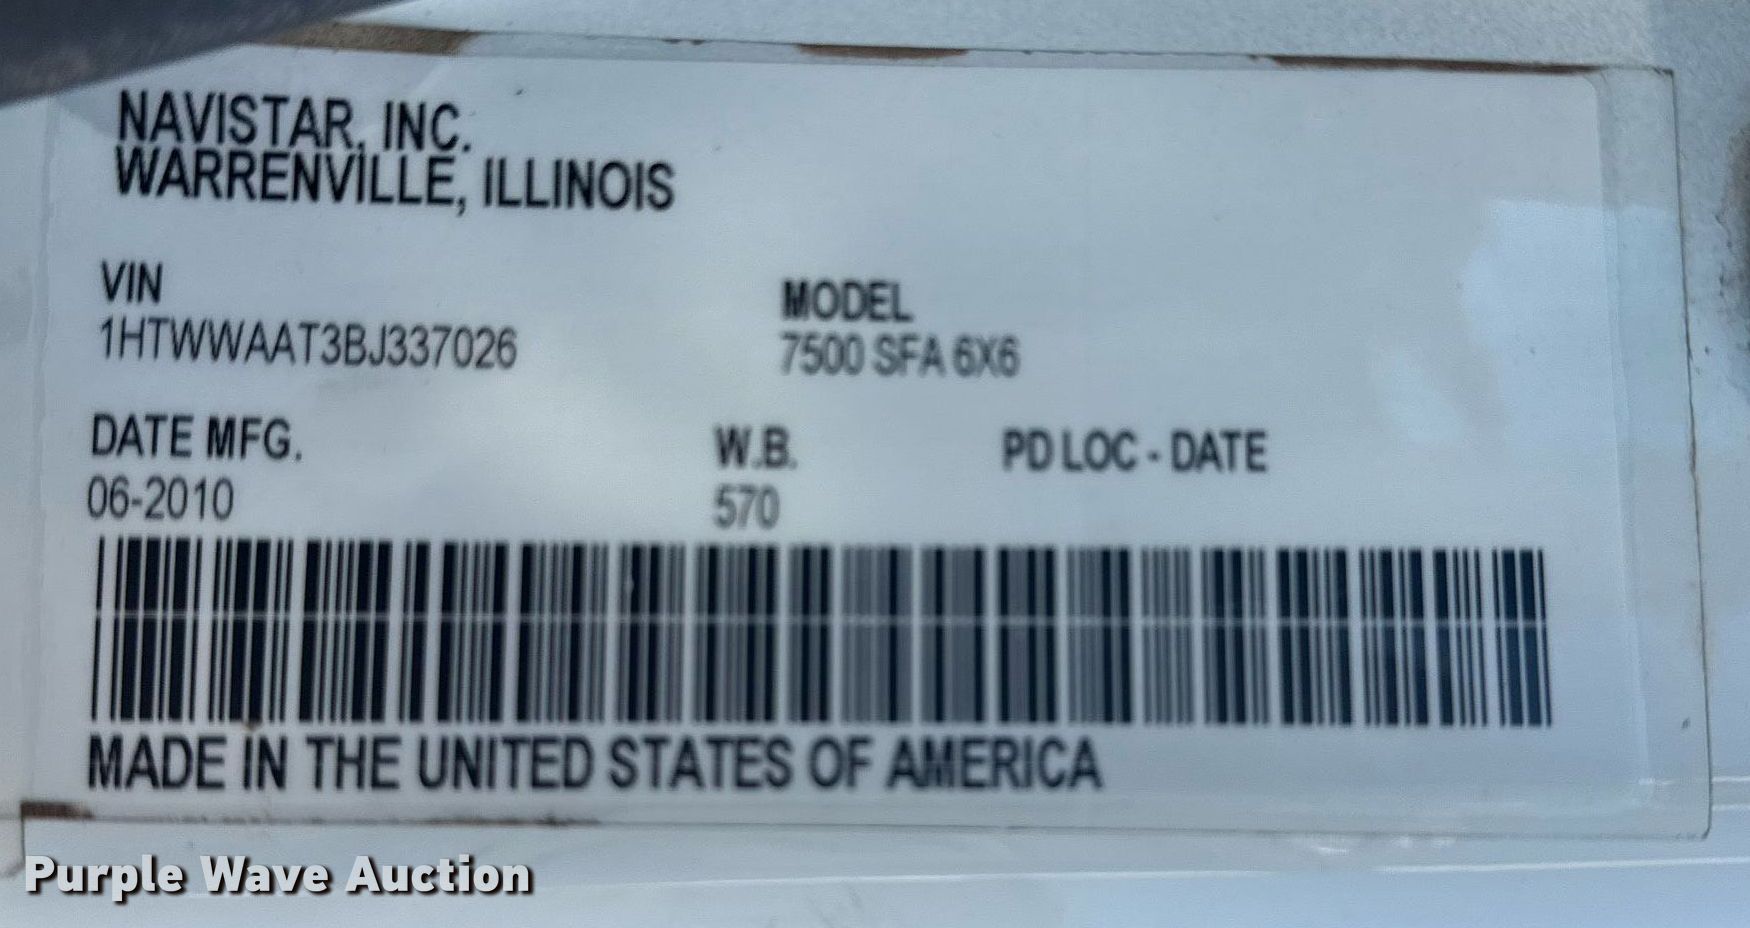 NAVISTAR, INC.
WARRENVILLE, ILLINOIS
VIN
1HTWWAAT3BJ337026
MODEL
7500 SFA 6X6
DATE MFG.
06-2010
W.B.
570
PD LOC - DATE
MADE IN THE UNITED STATES OF AMERICA
Purple Wave Auction